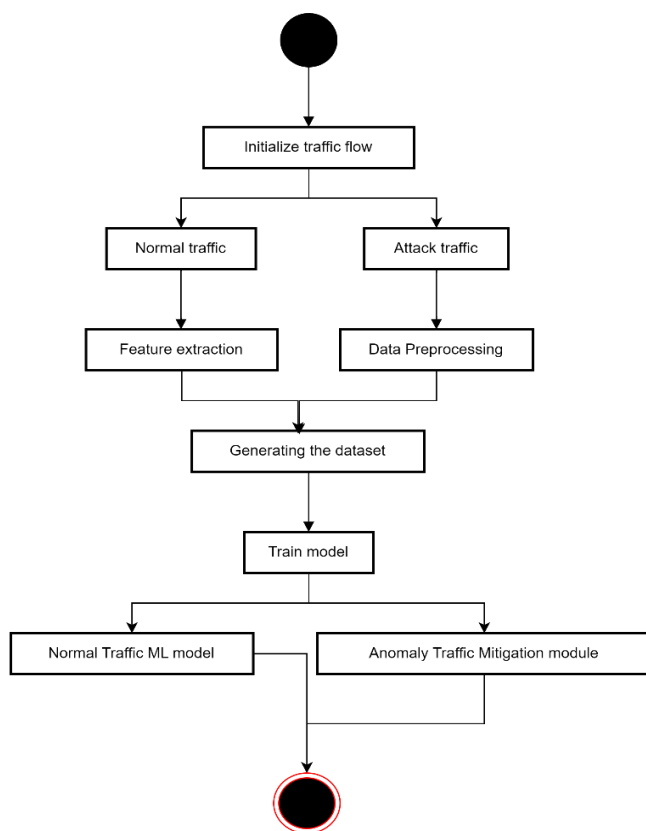 Initialize traffic flow
Normal traffic
Attack traffic
Feature extraction
Data Preprocessing
Generating the dataset
Train model
Normal Traffic ML model
Anomaly Traffic Mitigation module